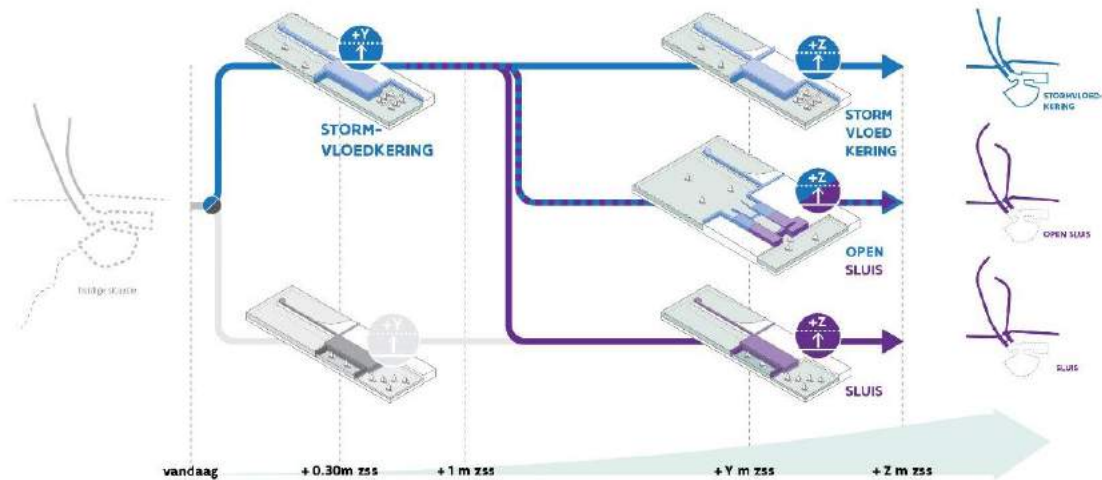 +Y
+Z
STORM-
VLOEDKERING
STORM
VLOED
KERING
STORMVLOED-
KERING
+Z
OPEN
SLUIS
OPEN SLUIS
huidige situatie
+Y
+Z
SLUIS
SLUIS
vandaag
+ 0.30m zss
+ 1 m zss
+ Y m zss
+ Z m zss